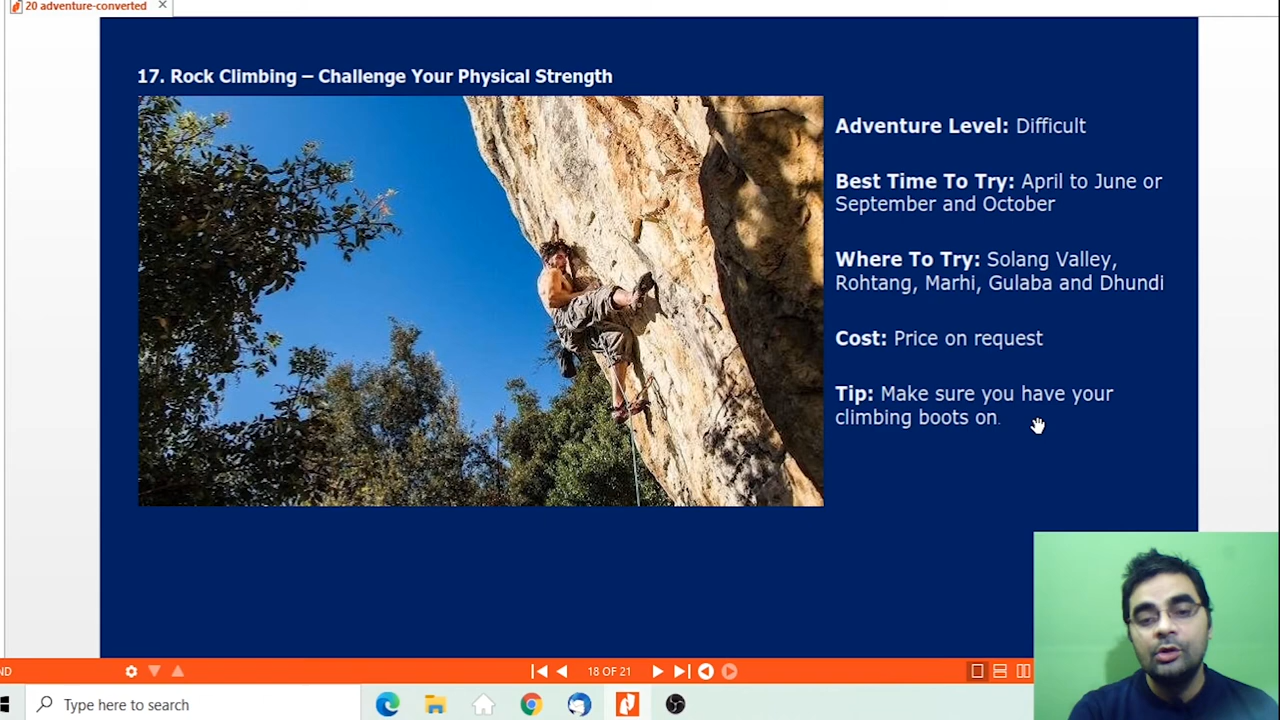 20 adventure-converted
17. Rock Climbing – Challenge Your Physical Strength
Adventure Level: Difficult
Best Time To Try: April to June or
September and October
Where To Try: Solang Valley,
Rohtang, Marhi, Gulaba and Dhundi
Cost: Price on request
Tip: Make sure you have your
climbing boots on.
ND
18 OF 21
Type here to search